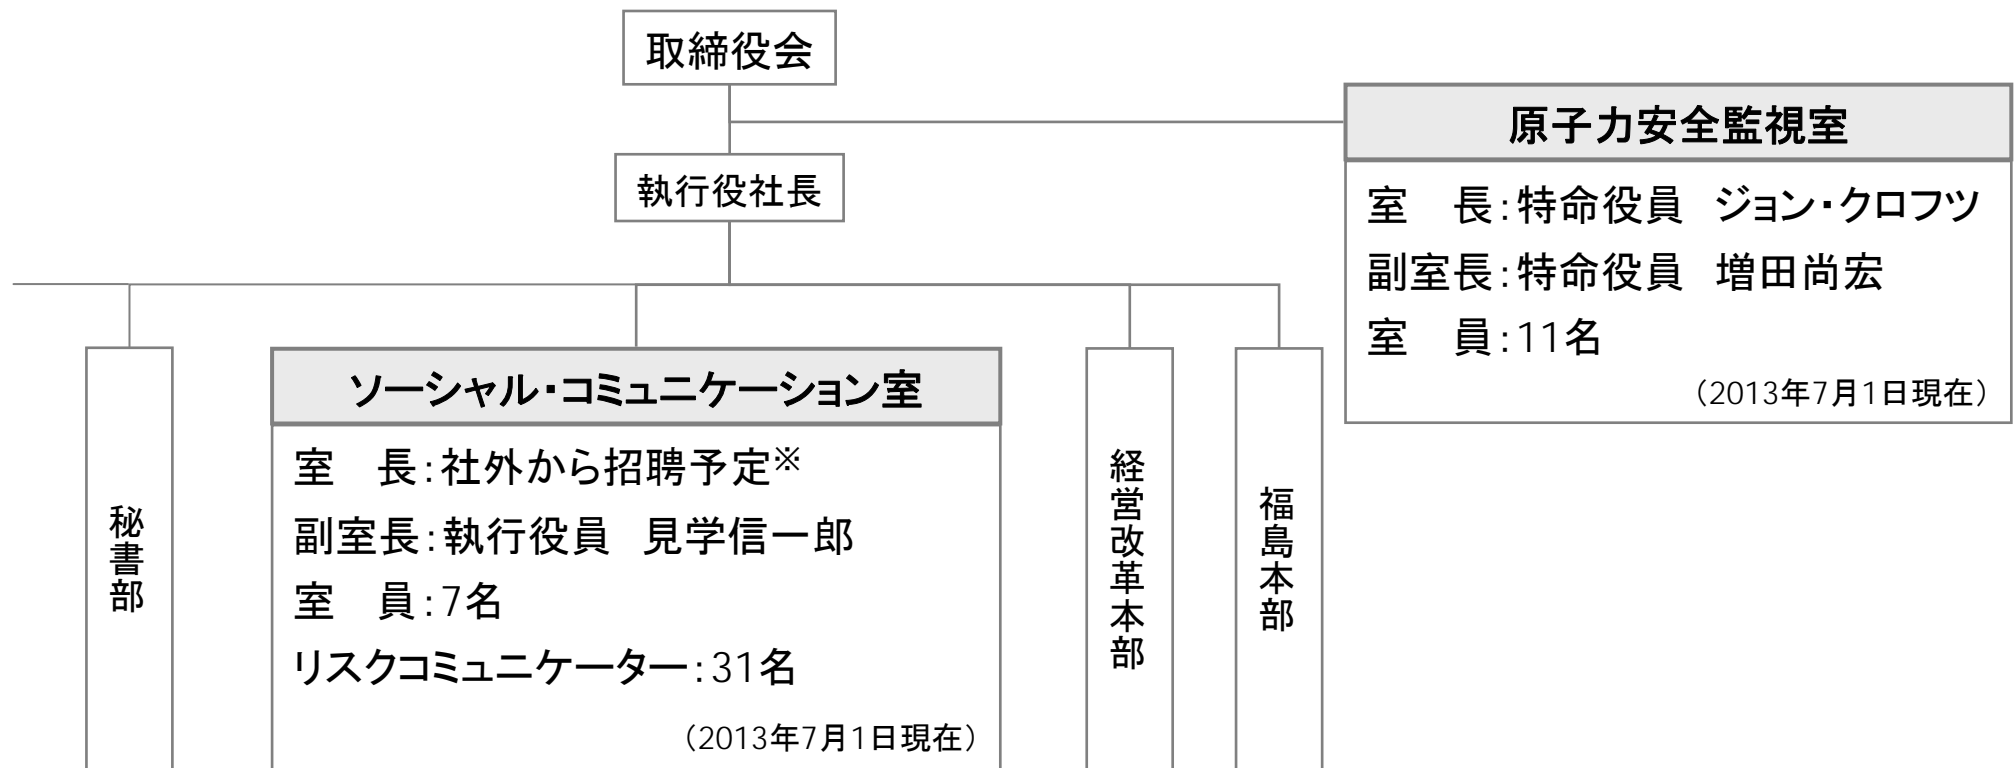 取締役会
執行役社長
原子力安全監視室
室　長：特命役員　ジョン・クロフツ
副室長：特命役員　増田尚宏
室　員：11名
（2013年7月1日現在）
秘書部
ソーシャル・コミュニケーション室
室　長：社外から招聘予定※
副室長：執行役員　見学信一郎
室　員：7名
リスクコミュニケーター：31名
（2013年7月1日現在）
経営改革本部
福島本部